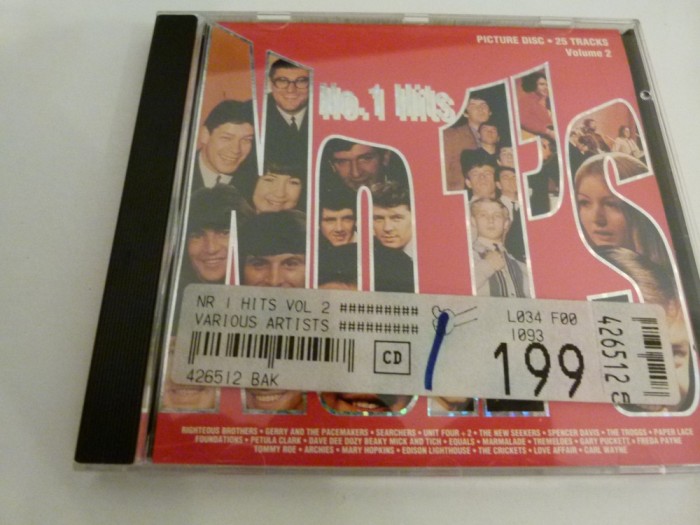 PICTURE DISC • 25 TRACKS
Volume 2
No.1 Hits
No 1's
NR 1 HITS VOL 2 #########
VARIOUS ARTISTS #########
426512 BAK
CD
L034 F00
1093
199
426512
RIGHTEOUS BROTHERS • GERRY AND THE PACEMAKERS • SEARCHERS • UNIT FOUR + 2 • THE NEW SEEKERS • SPENCER DAVIS • THE TROGGS • PAPER LACE
FOUNDATIONS • PETULA CLARK • DAVE DEE DOZY BEAKY MICK AND TICH • EQUALS • MARMALADE • TREMELOES • GARY PUCKETT • FREDA PAYNE
TOMMY ROE • ARCHIES • MARY HOPKINS • EDISON LIGHTHOUSE • THE CRICKETS • LOVE AFFAIR • CARL WAYNE